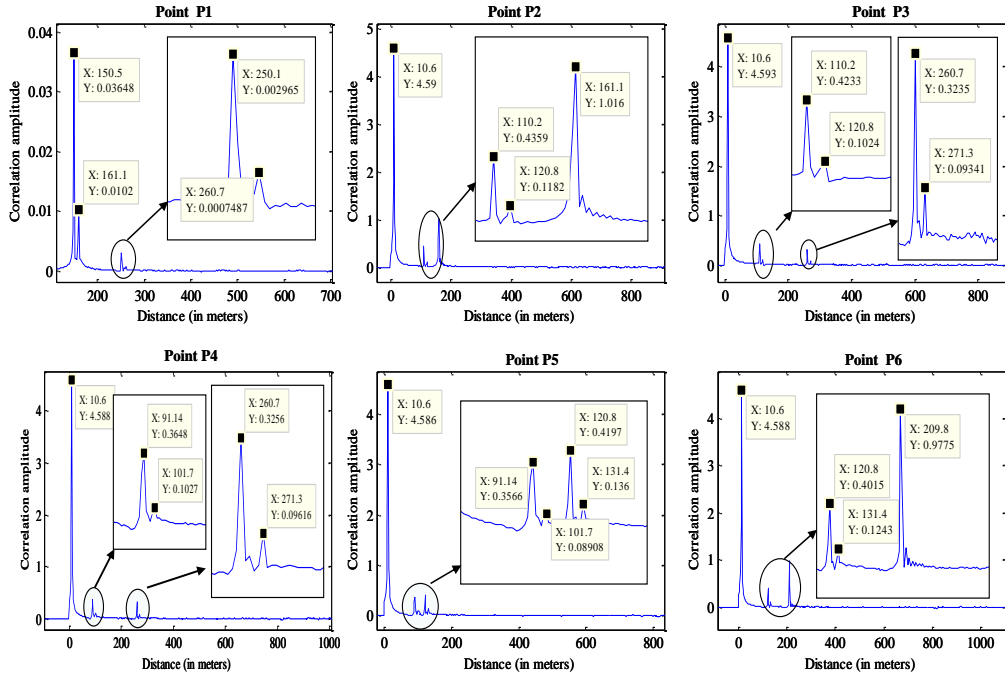 Point P1
Correlation amplitude
0.04
0.03
0.02
0.01
0
X: 150.5
Y: 0.03648
X: 161.1
Y: 0.0102
X: 250.1
Y: 0.002965
X: 260.7
Y: 0.0007487
200 300 400 500 600 700
Distance (in meters)
Point P2
Correlation amplitude
5
4
3
2
1
0
X: 10.6
Y: 4.59
X: 110.2
Y: 0.4359
X: 120.8
Y: 0.1182
X: 161.1
Y: 1.016
0 200 400 600 800
Distance (in meters)
Point P3
Correlation amplitude
4
3
2
1
0
X: 10.6
Y: 4.593
X: 110.2
Y: 0.4233
X: 120.8
Y: 0.1024
X: 260.7
Y: 0.3235
X: 271.3
Y: 0.09341
0 200 400 600 800
Distance (in meters)
Point P4
Correlation amplitude
4
3
2
1
0
X: 10.6
Y: 4.588
X: 91.14
Y: 0.3648
X: 101.7
Y: 0.1027
X: 260.7
Y: 0.3256
X: 271.3
Y: 0.09616
0 200 400 600 800 1000
Distance (in meters)
Point P5
Correlation amplitude
4
3
2
1
0
X: 10.6
Y: 4.586
X: 91.14
Y: 0.3566
X: 101.7
Y: 0.08908
X: 120.8
Y: 0.4197
X: 131.4
Y: 0.136
0 200 400 600 800
Distance (in meters)
Point P6
Correlation amplitude
4
3
2
1
0
X: 10.6
Y: 4.588
X: 120.8
Y: 0.4015
X: 131.4
Y: 0.1243
X: 209.8
Y: 0.9775
0 200 400 600 800 1000
Distance (in meters)